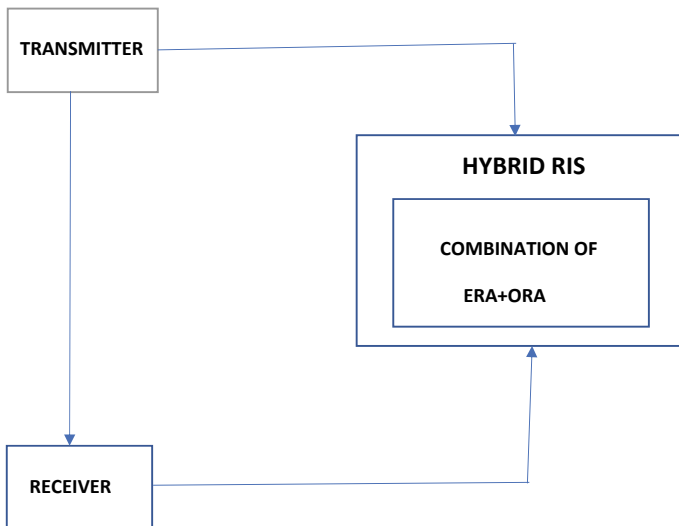 TRANSMITTER
HYBRID RIS
COMBINATION OF
ERA+ORA
RECEIVER